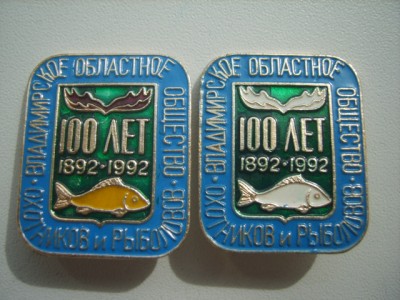 ВЛАДИМИРСКОЕ ОБЛАСТНОЕ ОБЩЕСТВО ОХОТНИКОВ и РЫБОЛОВОВ
100 ЛЕТ
1892 • 1992
ВЛАДИМИРСКОЕ ОБЛАСТНОЕ ОБЩЕСТВО ОХОТНИКОВ и РЫБОЛОВОВ
100 ЛЕТ
1892 • 1992